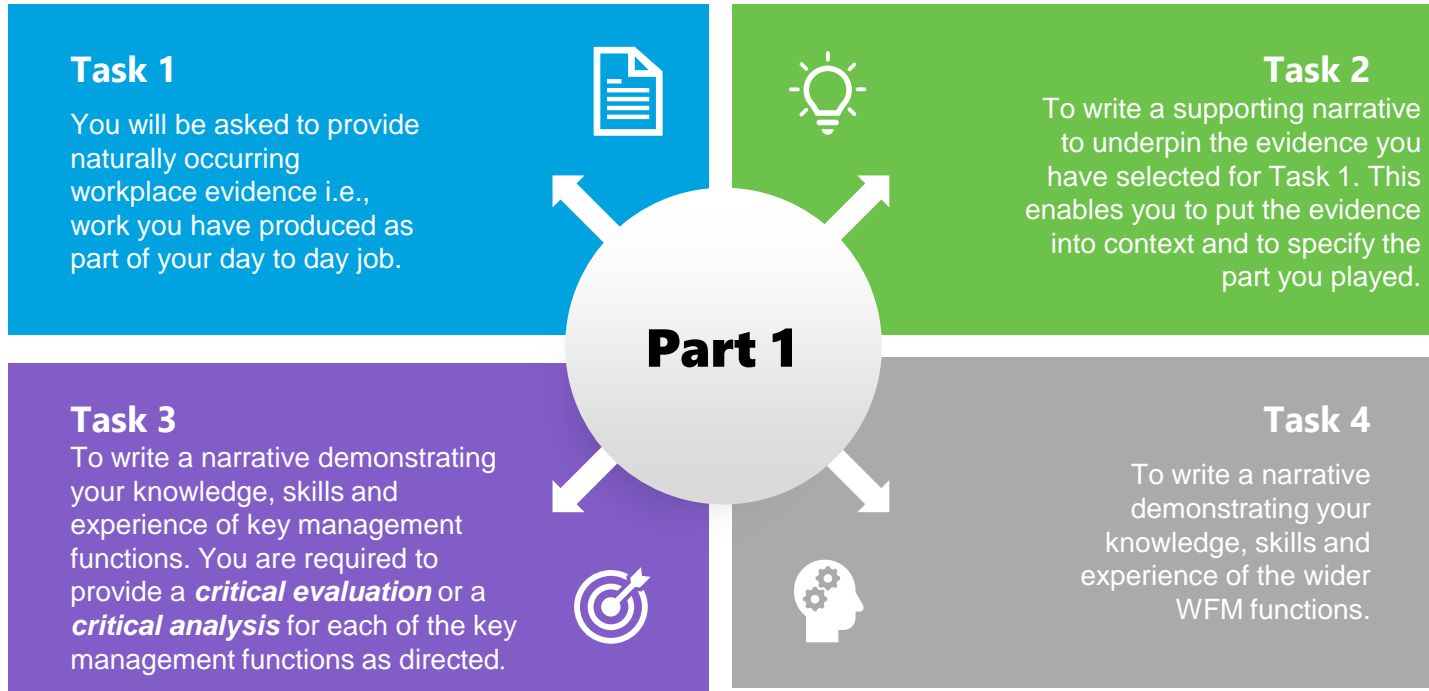 Task 1
You will be asked to provide
naturally occurring
workplace evidence i.e.,
work you have produced as
part of your day to day job.
Task 2
To write a supporting narrative
to underpin the evidence you
have selected for Task 1. This
enables you to put the evidence
into context and to specify the
part you played.
Part 1
Task 3
To write a narrative demonstrating
your knowledge, skills and
experience of key management
functions. You are required to
provide a critical evaluation or a
critical analysis for each of the key
management functions as directed.
Task 4
To write a narrative
demonstrating your
knowledge, skills and
experience of the wider
WFM functions.